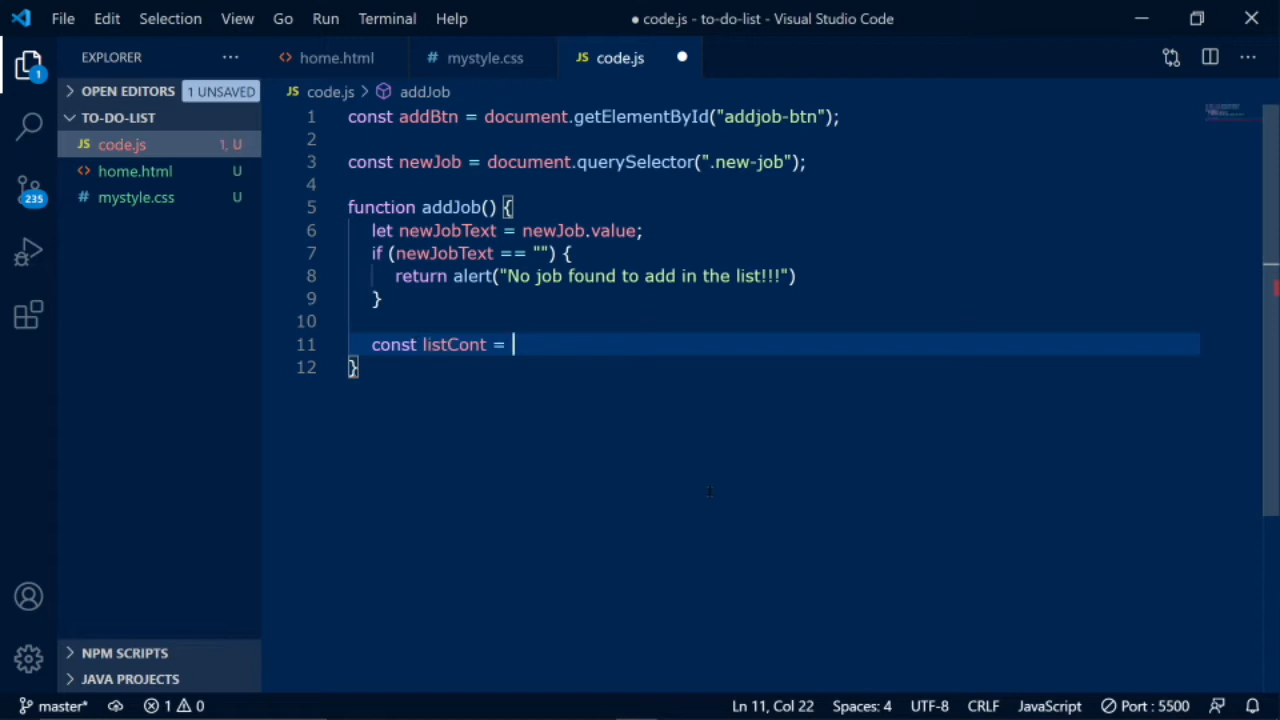 File Edit Selection View Go Run Terminal Help ● code.js - to-do-list - Visual Studio Code
EXPLORER ··· <> home.html # mystyle.css JS code.js ●
1 OPEN EDITORS 1 UNSAVED JS code.js > addJob
TO-DO-LIST
JS code.js 1, U
<> home.html U
# mystyle.css U
235
NPM SCRIPTS
JAVA PROJECTS
1 const addBtn = document.getElementById("addjob-btn");
2
3 const newJob = document.querySelector(".new-job");
4
5 function addJob() {
6 let newJobText = newJob.value;
7 if (newJobText == "") {
8 return alert("No job found to add in the list!!!")
9 }
10
11 const listCont =
12 }
master* 1 0 Ln 11, Col 22 Spaces: 4 UTF-8 CRLF JavaScript Port : 5500